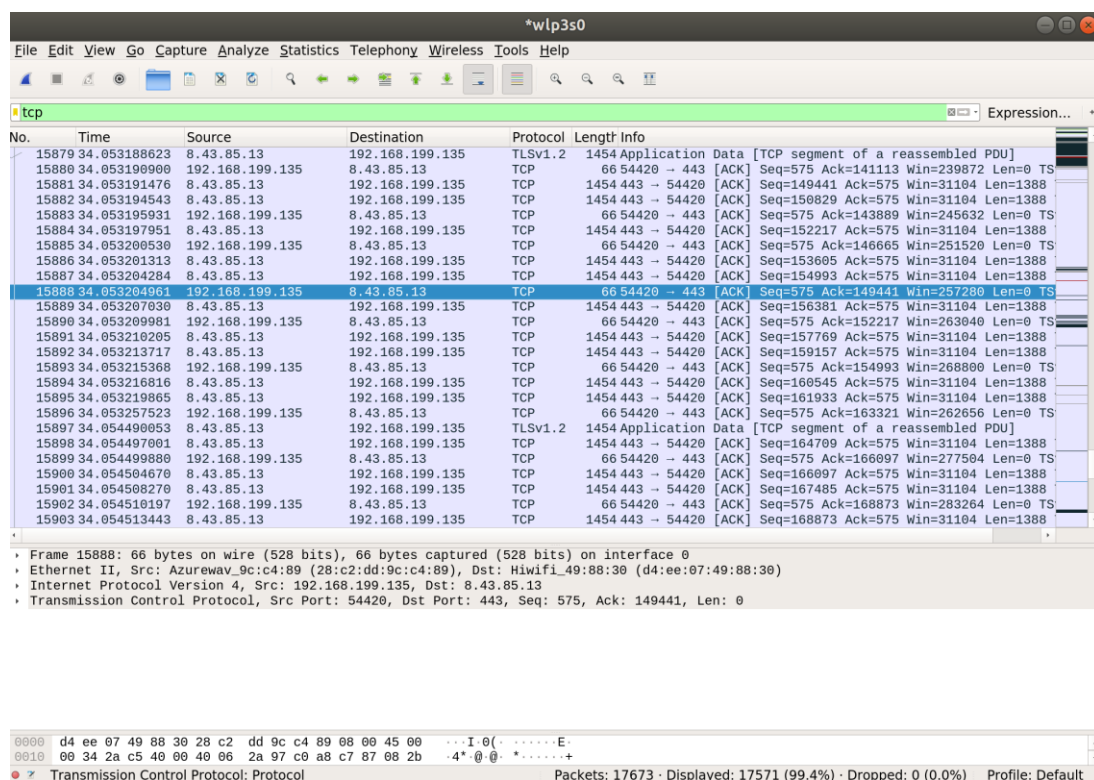 *wlp3s0
File Edit View Go Capture Analyze Statistics Telephony Wireless Tools Help
tcp Expression...
No. Time Source Destination Protocol Length Info
15879 34.053188623 8.43.85.13 192.168.199.135 TLSv1.2 1454 Application Data [TCP segment of a reassembled PDU]
15880 34.053190900 192.168.199.135 8.43.85.13 TCP 66 54420 → 443 [ACK] Seq=575 Ack=141113 Win=239872 Len=0 TS
15881 34.053191476 8.43.85.13 192.168.199.135 TCP 1454 443 → 54420 [ACK] Seq=149441 Ack=575 Win=31104 Len=1388
15882 34.053194543 8.43.85.13 192.168.199.135 TCP 1454 443 → 54420 [ACK] Seq=150829 Ack=575 Win=31104 Len=1388
15883 34.053195931 192.168.199.135 8.43.85.13 TCP 66 54420 → 443 [ACK] Seq=575 Ack=143889 Win=245632 Len=0 TS
15884 34.053197951 8.43.85.13 192.168.199.135 TCP 1454 443 → 54420 [ACK] Seq=152217 Ack=575 Win=31104 Len=1388
15885 34.053200530 192.168.199.135 8.43.85.13 TCP 66 54420 → 443 [ACK] Seq=575 Ack=146665 Win=251520 Len=0 TS
15886 34.053201313 8.43.85.13 192.168.199.135 TCP 1454 443 → 54420 [ACK] Seq=153605 Ack=575 Win=31104 Len=1388
15887 34.053204284 8.43.85.13 192.168.199.135 TCP 1454 443 → 54420 [ACK] Seq=154993 Ack=575 Win=31104 Len=1388
15888 34.053204961 192.168.199.135 8.43.85.13 TCP 66 54420 → 443 [ACK] Seq=575 Ack=149441 Win=257280 Len=0 TS
15889 34.053207030 8.43.85.13 192.168.199.135 TCP 1454 443 → 54420 [ACK] Seq=156381 Ack=575 Win=31104 Len=1388
15890 34.053209981 192.168.199.135 8.43.85.13 TCP 66 54420 → 443 [ACK] Seq=575 Ack=152217 Win=263040 Len=0 TS
15891 34.053210205 8.43.85.13 192.168.199.135 TCP 1454 443 → 54420 [ACK] Seq=157769 Ack=575 Win=31104 Len=1388
15892 34.053213717 8.43.85.13 192.168.199.135 TCP 1454 443 → 54420 [ACK] Seq=159157 Ack=575 Win=31104 Len=1388
15893 34.053215368 192.168.199.135 8.43.85.13 TCP 66 54420 → 443 [ACK] Seq=575 Ack=154993 Win=268800 Len=0 TS
15894 34.053216816 8.43.85.13 192.168.199.135 TCP 1454 443 → 54420 [ACK] Seq=160545 Ack=575 Win=31104 Len=1388
15895 34.053219865 8.43.85.13 192.168.199.135 TCP 1454 443 → 54420 [ACK] Seq=161933 Ack=575 Win=31104 Len=1388
15896 34.053257523 192.168.199.135 8.43.85.13 TCP 66 54420 → 443 [ACK] Seq=575 Ack=163321 Win=262656 Len=0 TS
15897 34.054490053 8.43.85.13 192.168.199.135 TLSv1.2 1454 Application Data [TCP segment of a reassembled PDU]
15898 34.054497001 8.43.85.13 192.168.199.135 TCP 1454 443 → 54420 [ACK] Seq=164709 Ack=575 Win=31104 Len=1388
15899 34.054499880 192.168.199.135 8.43.85.13 TCP 66 54420 → 443 [ACK] Seq=575 Ack=166097 Win=277504 Len=0 TS
15900 34.054504670 8.43.85.13 192.168.199.135 TCP 1454 443 → 54420 [ACK] Seq=166097 Ack=575 Win=31104 Len=1388
15901 34.054508270 8.43.85.13 192.168.199.135 TCP 1454 443 → 54420 [ACK] Seq=167485 Ack=575 Win=31104 Len=1388
15902 34.054510197 192.168.199.135 8.43.85.13 TCP 66 54420 → 443 [ACK] Seq=575 Ack=168873 Win=283264 Len=0 TS
15903 34.054513443 8.43.85.13 192.168.199.135 TCP 1454 443 → 54420 [ACK] Seq=168873 Ack=575 Win=31104 Len=1388
Frame 15888: 66 bytes on wire (528 bits), 66 bytes captured (528 bits) on interface 0
Ethernet II, Src: Azurewav_9c:c4:89 (28:c2:dd:9c:c4:89), Dst: Hiwifi_49:88:30 (d4:ee:07:49:88:30)
Internet Protocol Version 4, Src: 192.168.199.135, Dst: 8.43.85.13
Transmission Control Protocol, Src Port: 54420, Dst Port: 443, Seq: 575, Ack: 149441, Len: 0
0000 d4 ee 07 49 88 30 28 c2 dd 9c c4 89 08 00 45 00 ···I·0(· ······E·
0010 00 34 2a c5 40 00 40 06 2a 97 c0 a8 c7 87 08 2b ·4*·@·@· *······+
Transmission Control Protocol: Protocol Packets: 17673 · Displayed: 17571 (99.4%) · Dropped: 0 (0.0%) Profile: Default